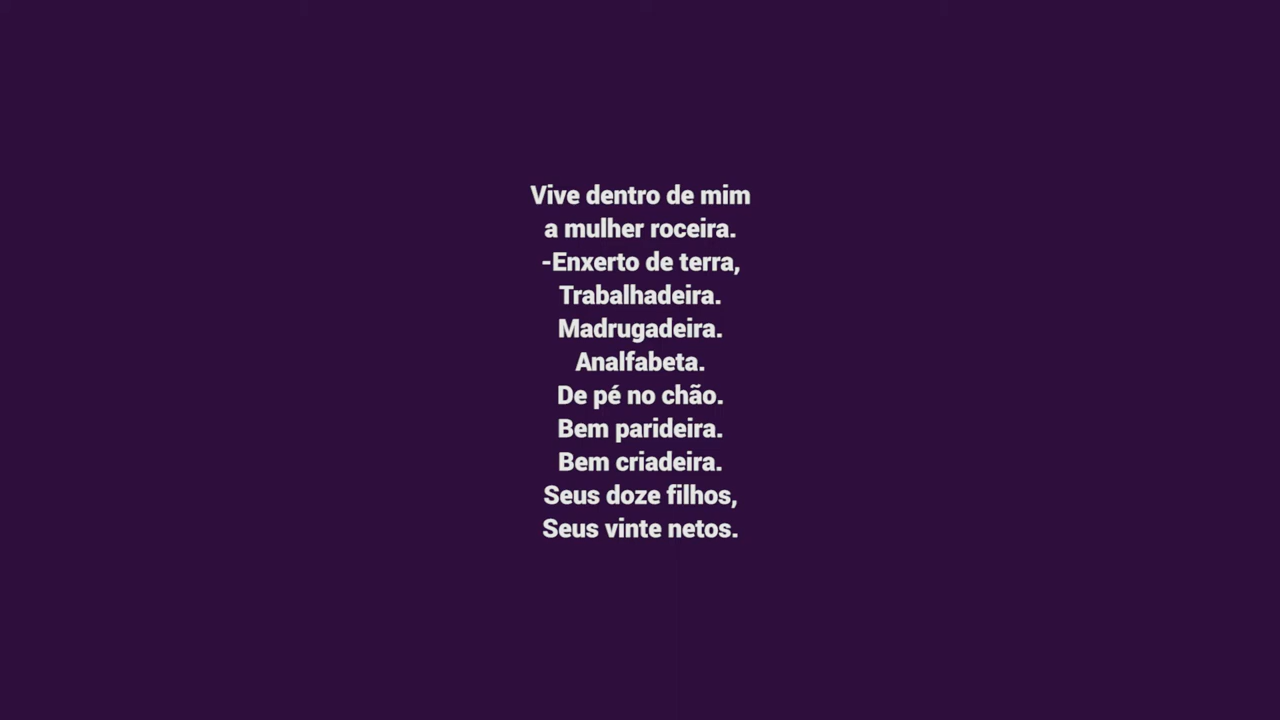 Vive dentro de mim
a mulher roceira.
-Enxerto de terra,
Trabalhadeira.
Madrugadeira.
Analfabeta.
De pé no chão.
Bem parideira.
Bem criadeira.
Seus doze filhos,
Seus vinte netos.